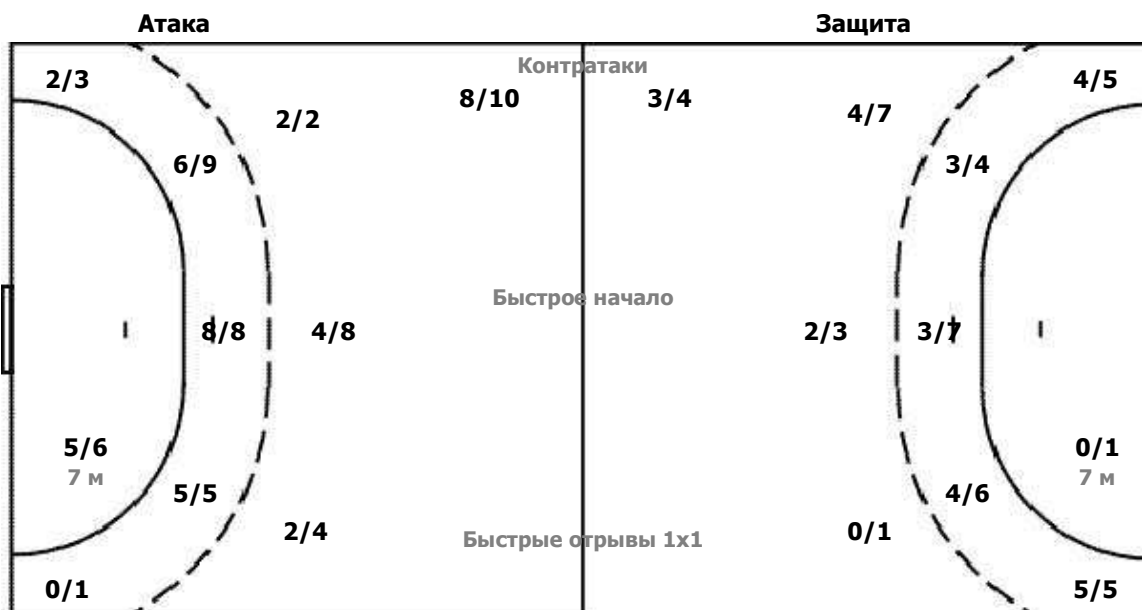 Атака Защита
Контратаки
2/3 4/5
8/10 3/4
2/2 4/7
6/9 3/4
Быстрое начало
8/8 4/8 2/3 3/7
5/6 0/1
7 м 7 м
5/5 4/6
2/4 0/1
Быстрые отрывы 1х1
0/1 5/5